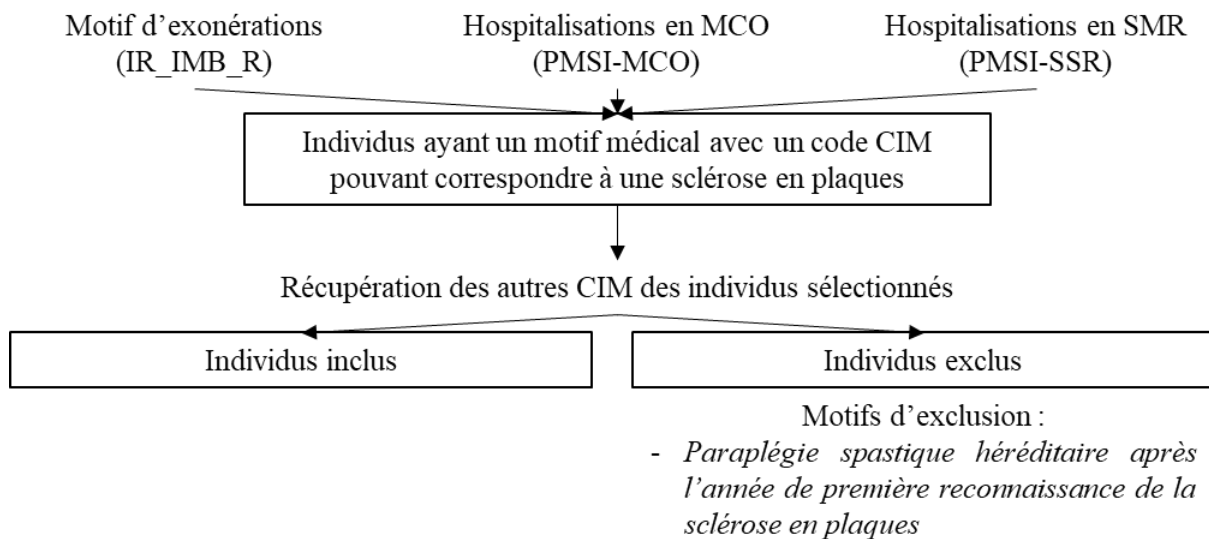 Motif d’exonérations
(IR_IMB_R)
Hospitalisations en MCO
(PMSI-MCO)
Hospitalisations en SMR
(PMSI-SSR)
Individus ayant un motif médical avec un code CIM
pouvant correspondre à une sclérose en plaques
Récupération des autres CIM des individus sélectionnés
Individus inclus
Individus exclus
Motifs d’exclusion :
- Paraplégie spastique héréditaire après
l’année de première reconnaissance de la
sclérose en plaques